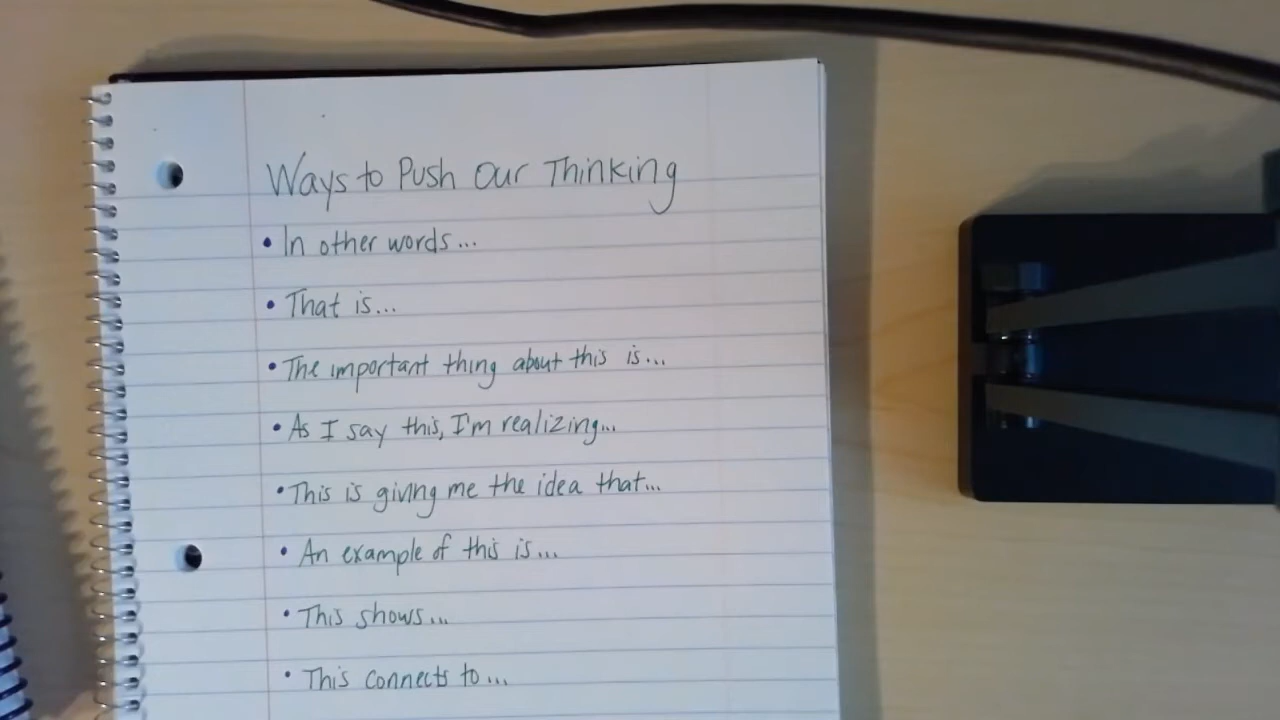 Ways to Push Our Thinking
• In other words...
• That is...
• The important thing about this is...
• As I say this, I'm realizing...
• This is giving me the idea that...
• An example of this is...
• This shows...
• This connects to...